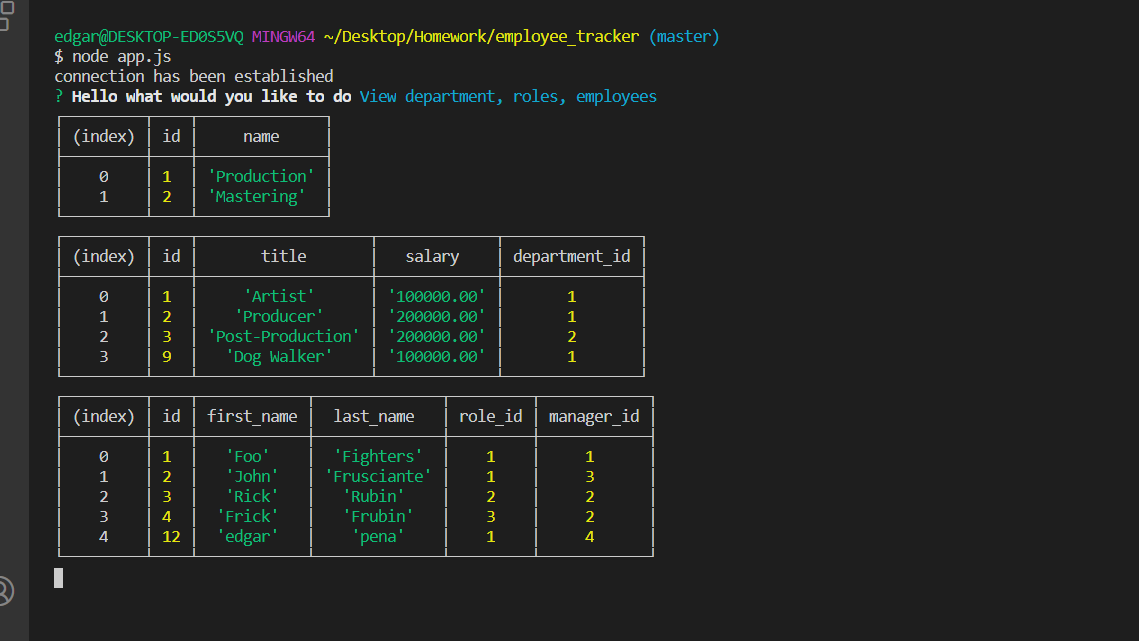 edgar@DESKTOP-ED0S5VQ MINGW64 ~/Desktop/Homework/employee_tracker (master)
$ node app.js
connection has been established
? Hello what would you like to do View department, roles, employees
(index) id name
0 1 'Production'
1 2 'Mastering'
(index) id title salary department_id
0 1 'Artist' '100000.00' 1
1 2 'Producer' '200000.00' 1
2 3 'Post-Production' '200000.00' 2
3 9 'Dog Walker' '100000.00' 1
(index) id first_name last_name role_id manager_id
0 1 'Foo' 'Fighters' 1 1
1 2 'John' 'Frusciante' 1 3
2 3 'Rick' 'Rubin' 2 2
3 4 'Frick' 'Frubin' 3 2
4 12 'edgar' 'pena' 1 4